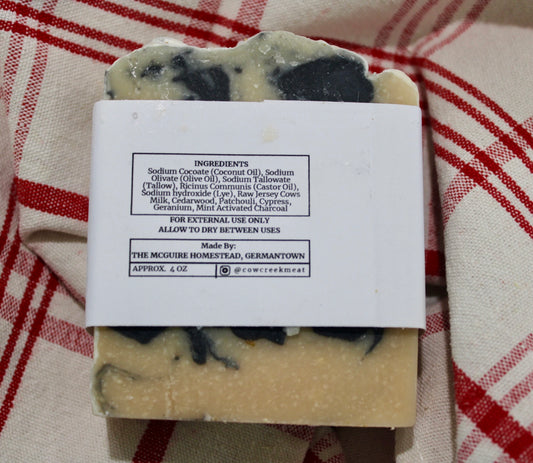 INGREDIENTS
Sodium Cocoate (Coconut Oil), Sodium
Olivate (Olive Oil), Sodium Tallowate
(Tallow), Ricinus Communis (Castor Oil),
Sodium hydroxide (Lye), Raw Jersey Cows
Milk, Cedarwood, Patchouli, Cypress,
Geranium, Mint Activated Charcoal
FOR EXTERNAL USE ONLY
ALLOW TO DRY BETWEEN USES
Made By:
THE MCGUIRE HOMESTEAD, GERMANTOWN
APPROX. 4 OZ @cowcreekmeat